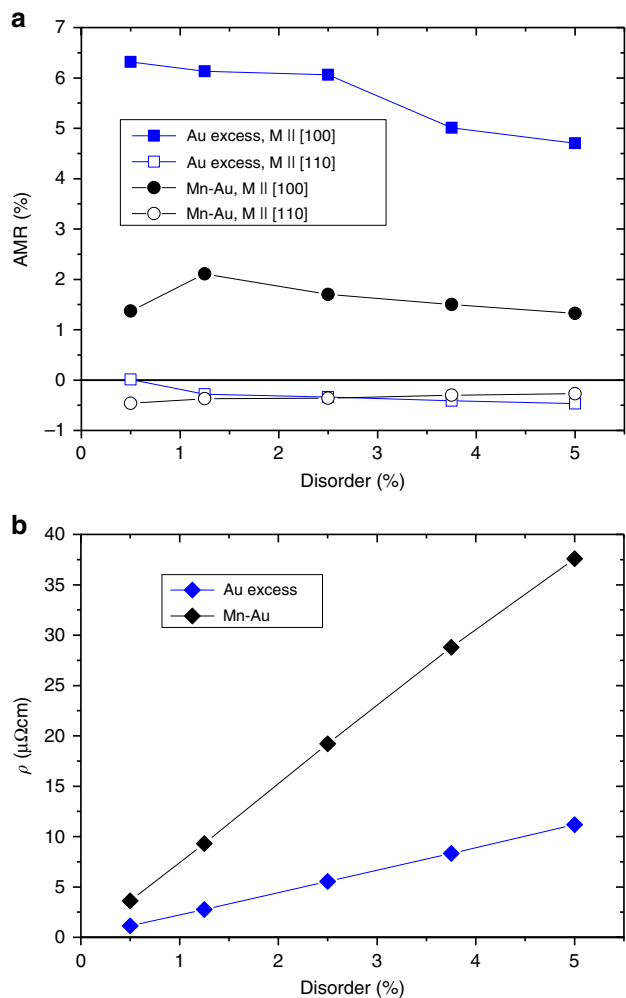 a
7
6
5
4
3
2
1
0
–1
AMR (%)
Au excess, M || [100]
Au excess, M || [110]
Mn-Au, M || [100]
Mn-Au, M || [110]
0 1 2 3 4 5
Disorder (%)
b
40
35
30
25
20
15
10
5
0
ρ (μΩcm)
Au excess
Mn-Au
0 1 2 3 4 5
Disorder (%)